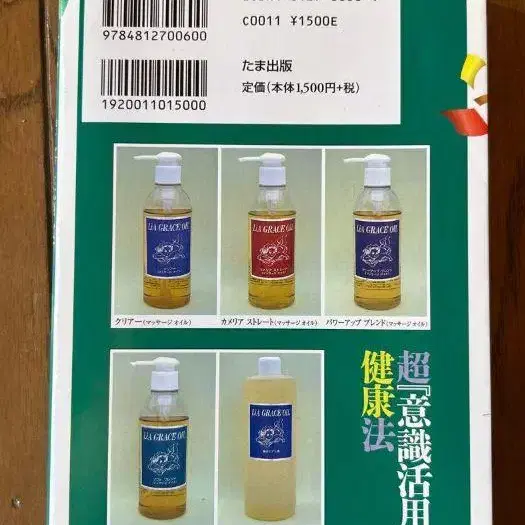 9784812700600
C0011 ¥1500E
1920011015000
たま出版
定価(本体1,500円+税)
LIA GRACE OIL
LIA GRACE OIL
LIA GRACE OIL
クリアー(マッサージ オイル)
カメリア ストレート(マッサージ オイル)
パワーアップ ブレンド(マッサージ オイル)
LIA GRACE OIL
LIA GRACE OIL
超『意識活用
健康法